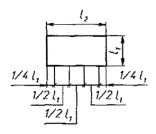 l₂
l₁
1/4 l₁ 1/4 l₁
1/2 l₁ 1/2 l₁
1/2 l₁